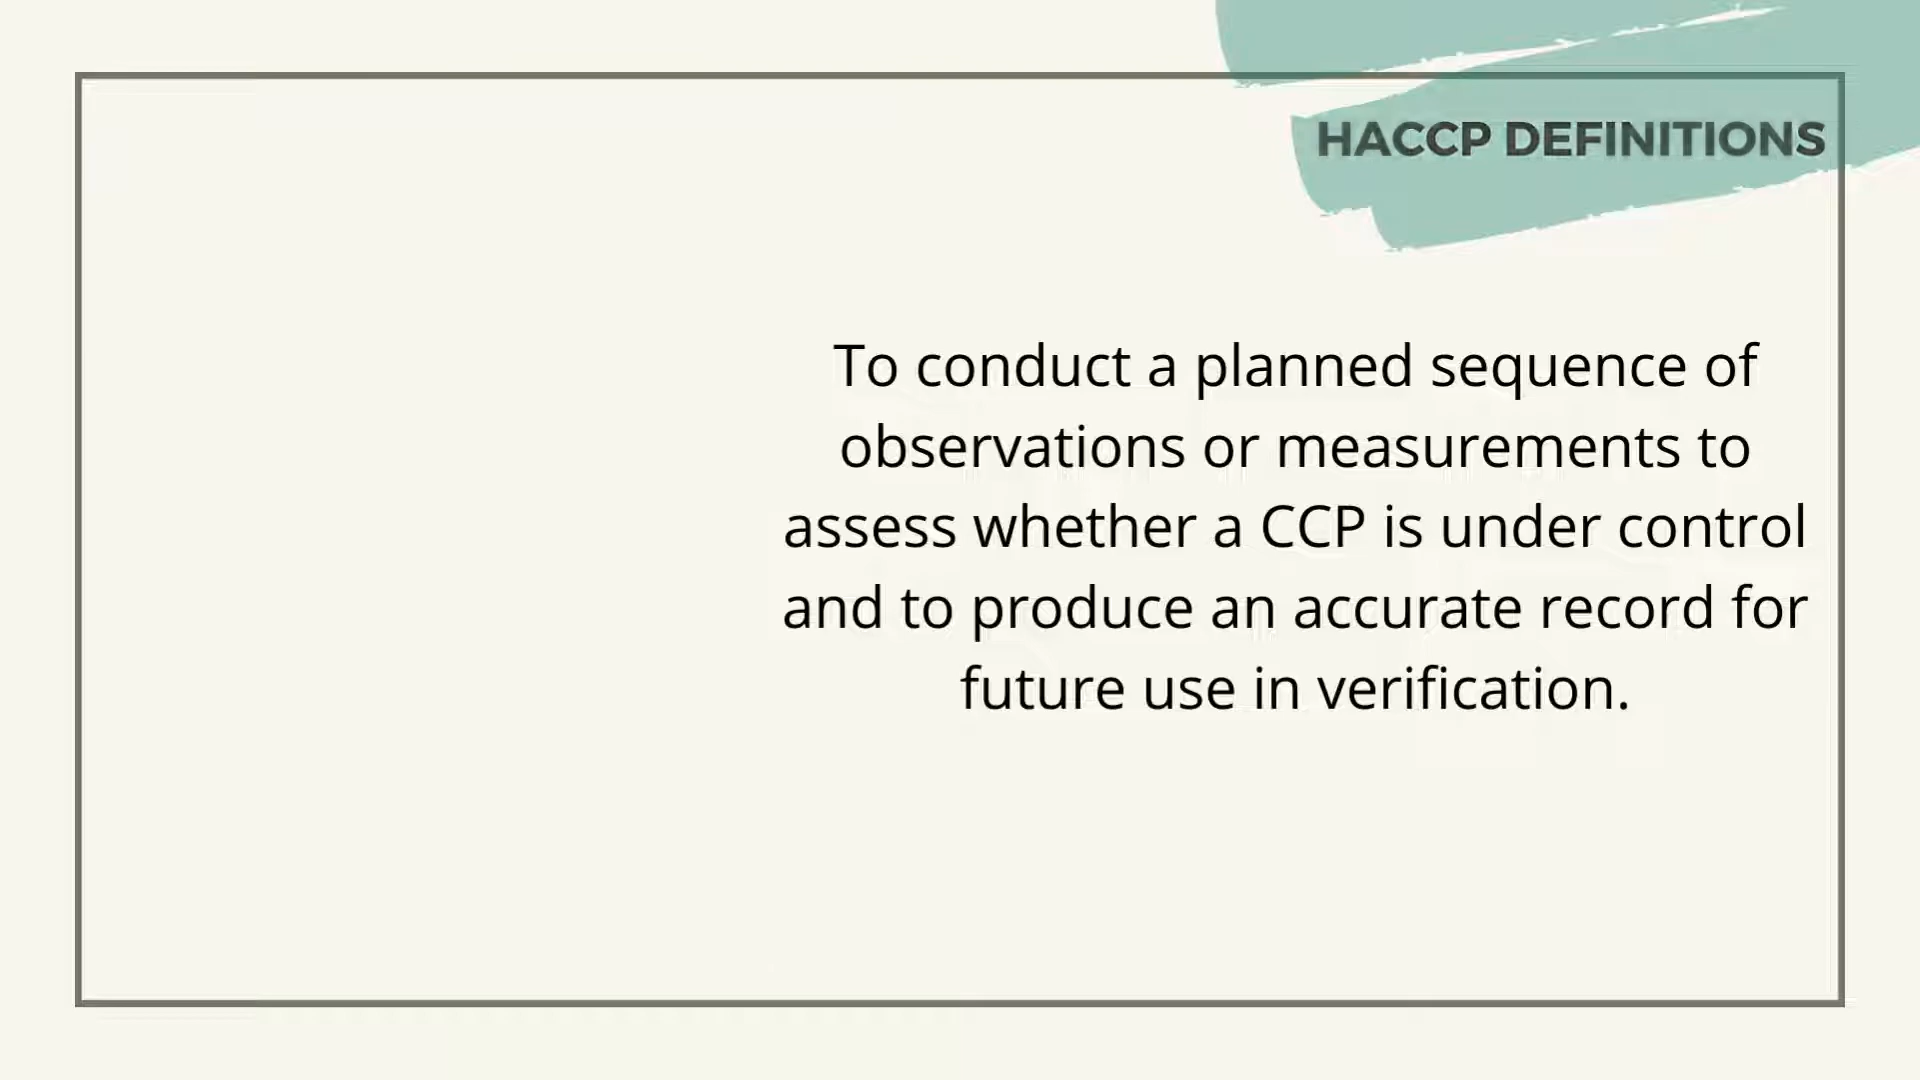 HACCP DEFINITIONS
To conduct a planned sequence of
observations or measurements to
assess whether a CCP is under control
and to produce an accurate record for
future use in verification.